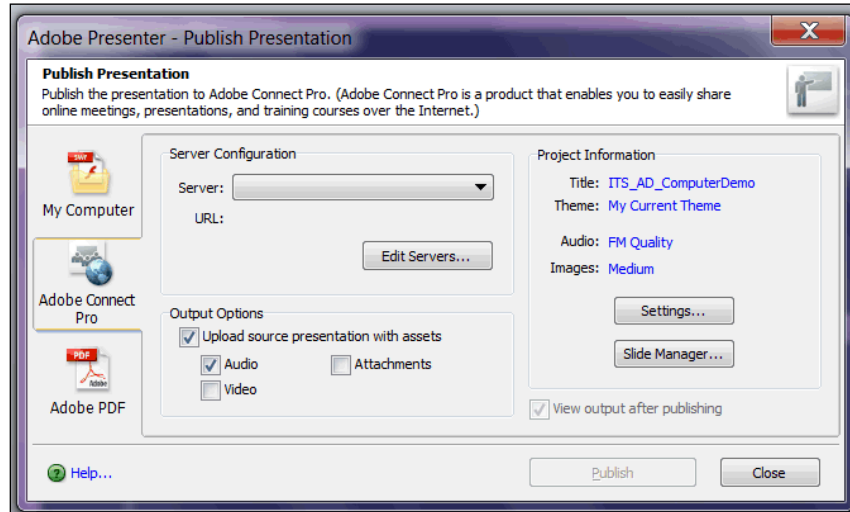 Adobe Presenter - Publish Presentation
X
Publish Presentation
Publish the presentation to Adobe Connect Pro. (Adobe Connect Pro is a product that enables you to easily share
online meetings, presentations, and training courses over the Internet.)
SWF
My Computer
Adobe Connect
Pro
PDF
Adobe
Adobe PDF
Server Configuration
Server:
URL:
Edit Servers...
Output Options
Upload source presentation with assets
Audio
Attachments
Video
Project Information
Title: ITS_AD_ComputerDemo
Theme: My Current Theme
Audio: FM Quality
Images: Medium
Settings...
Slide Manager...
View output after publishing
? Help...
Publish
Close